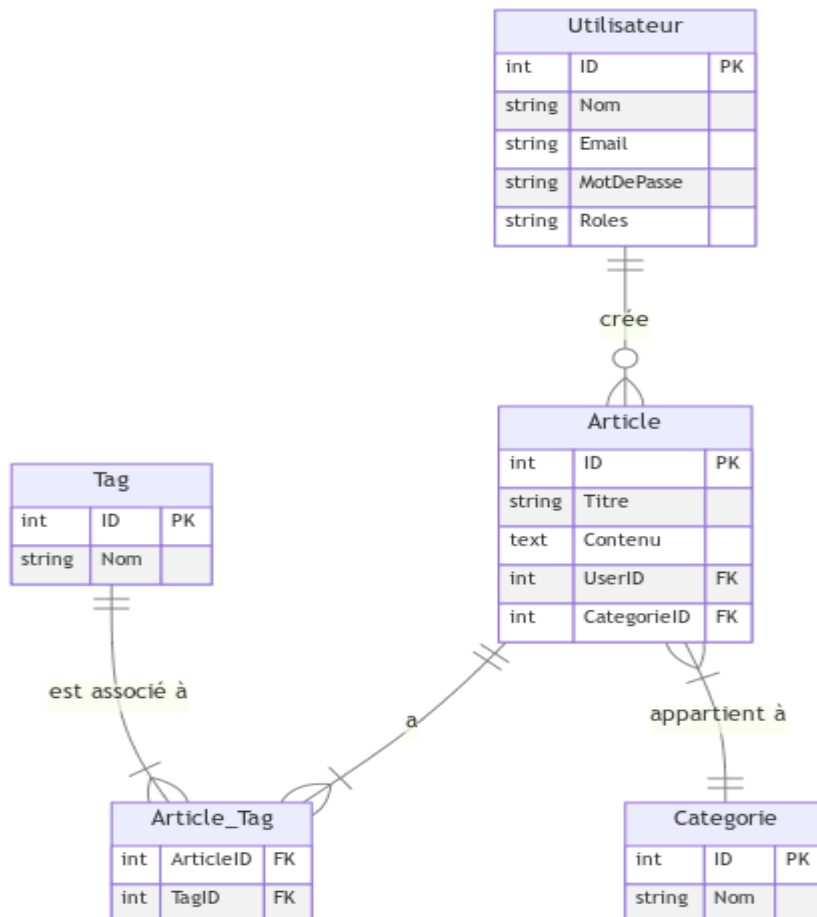 Utilisateur
int ID PK
string Nom
string Email
string MotDePasse
string Roles
crée
Article
int ID PK
string Titre
text Contenu
int UserID FK
int CategorieID FK
Tag
int ID PK
string Nom
est associé à
a
appartient à
Article_Tag
int ArticleID FK
int TagID FK
Categorie
int ID PK
string Nom